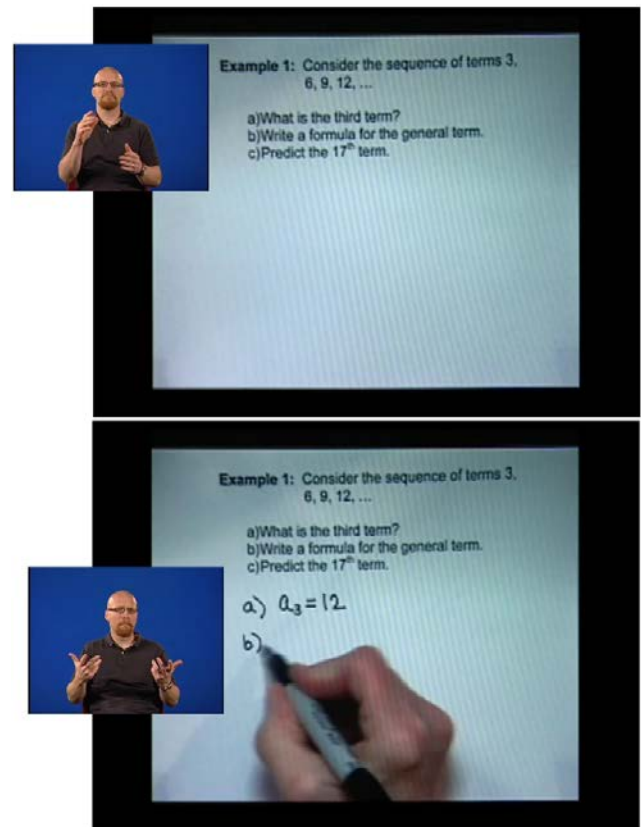 Example 1: Consider the sequence of terms 3,
6, 9, 12, ...
a)What is the third term?
b)Write a formula for the general term.
c)Predict the 17th term.
Example 1: Consider the sequence of terms 3,
6, 9, 12, ...
a)What is the third term?
b)Write a formula for the general term.
c)Predict the 17th term.
a) a₃ = 12
b)